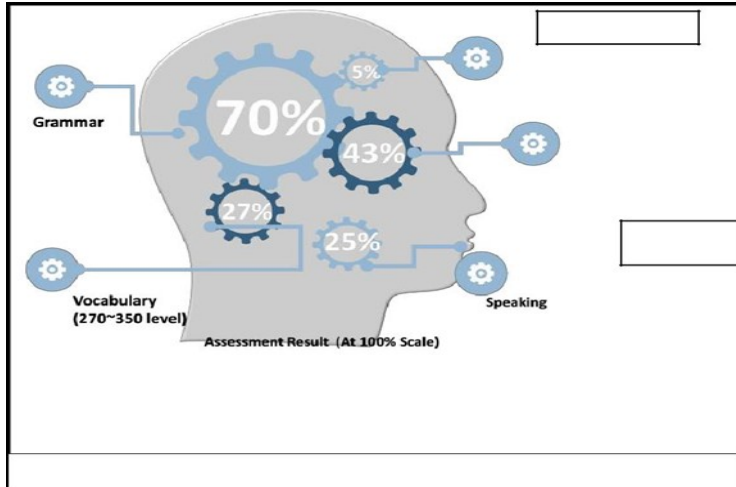 5%
70%
Grammar
43%
27%
25%
Vocabulary
(270~350 level)
Speaking
Assessment Result (At 100% Scale)